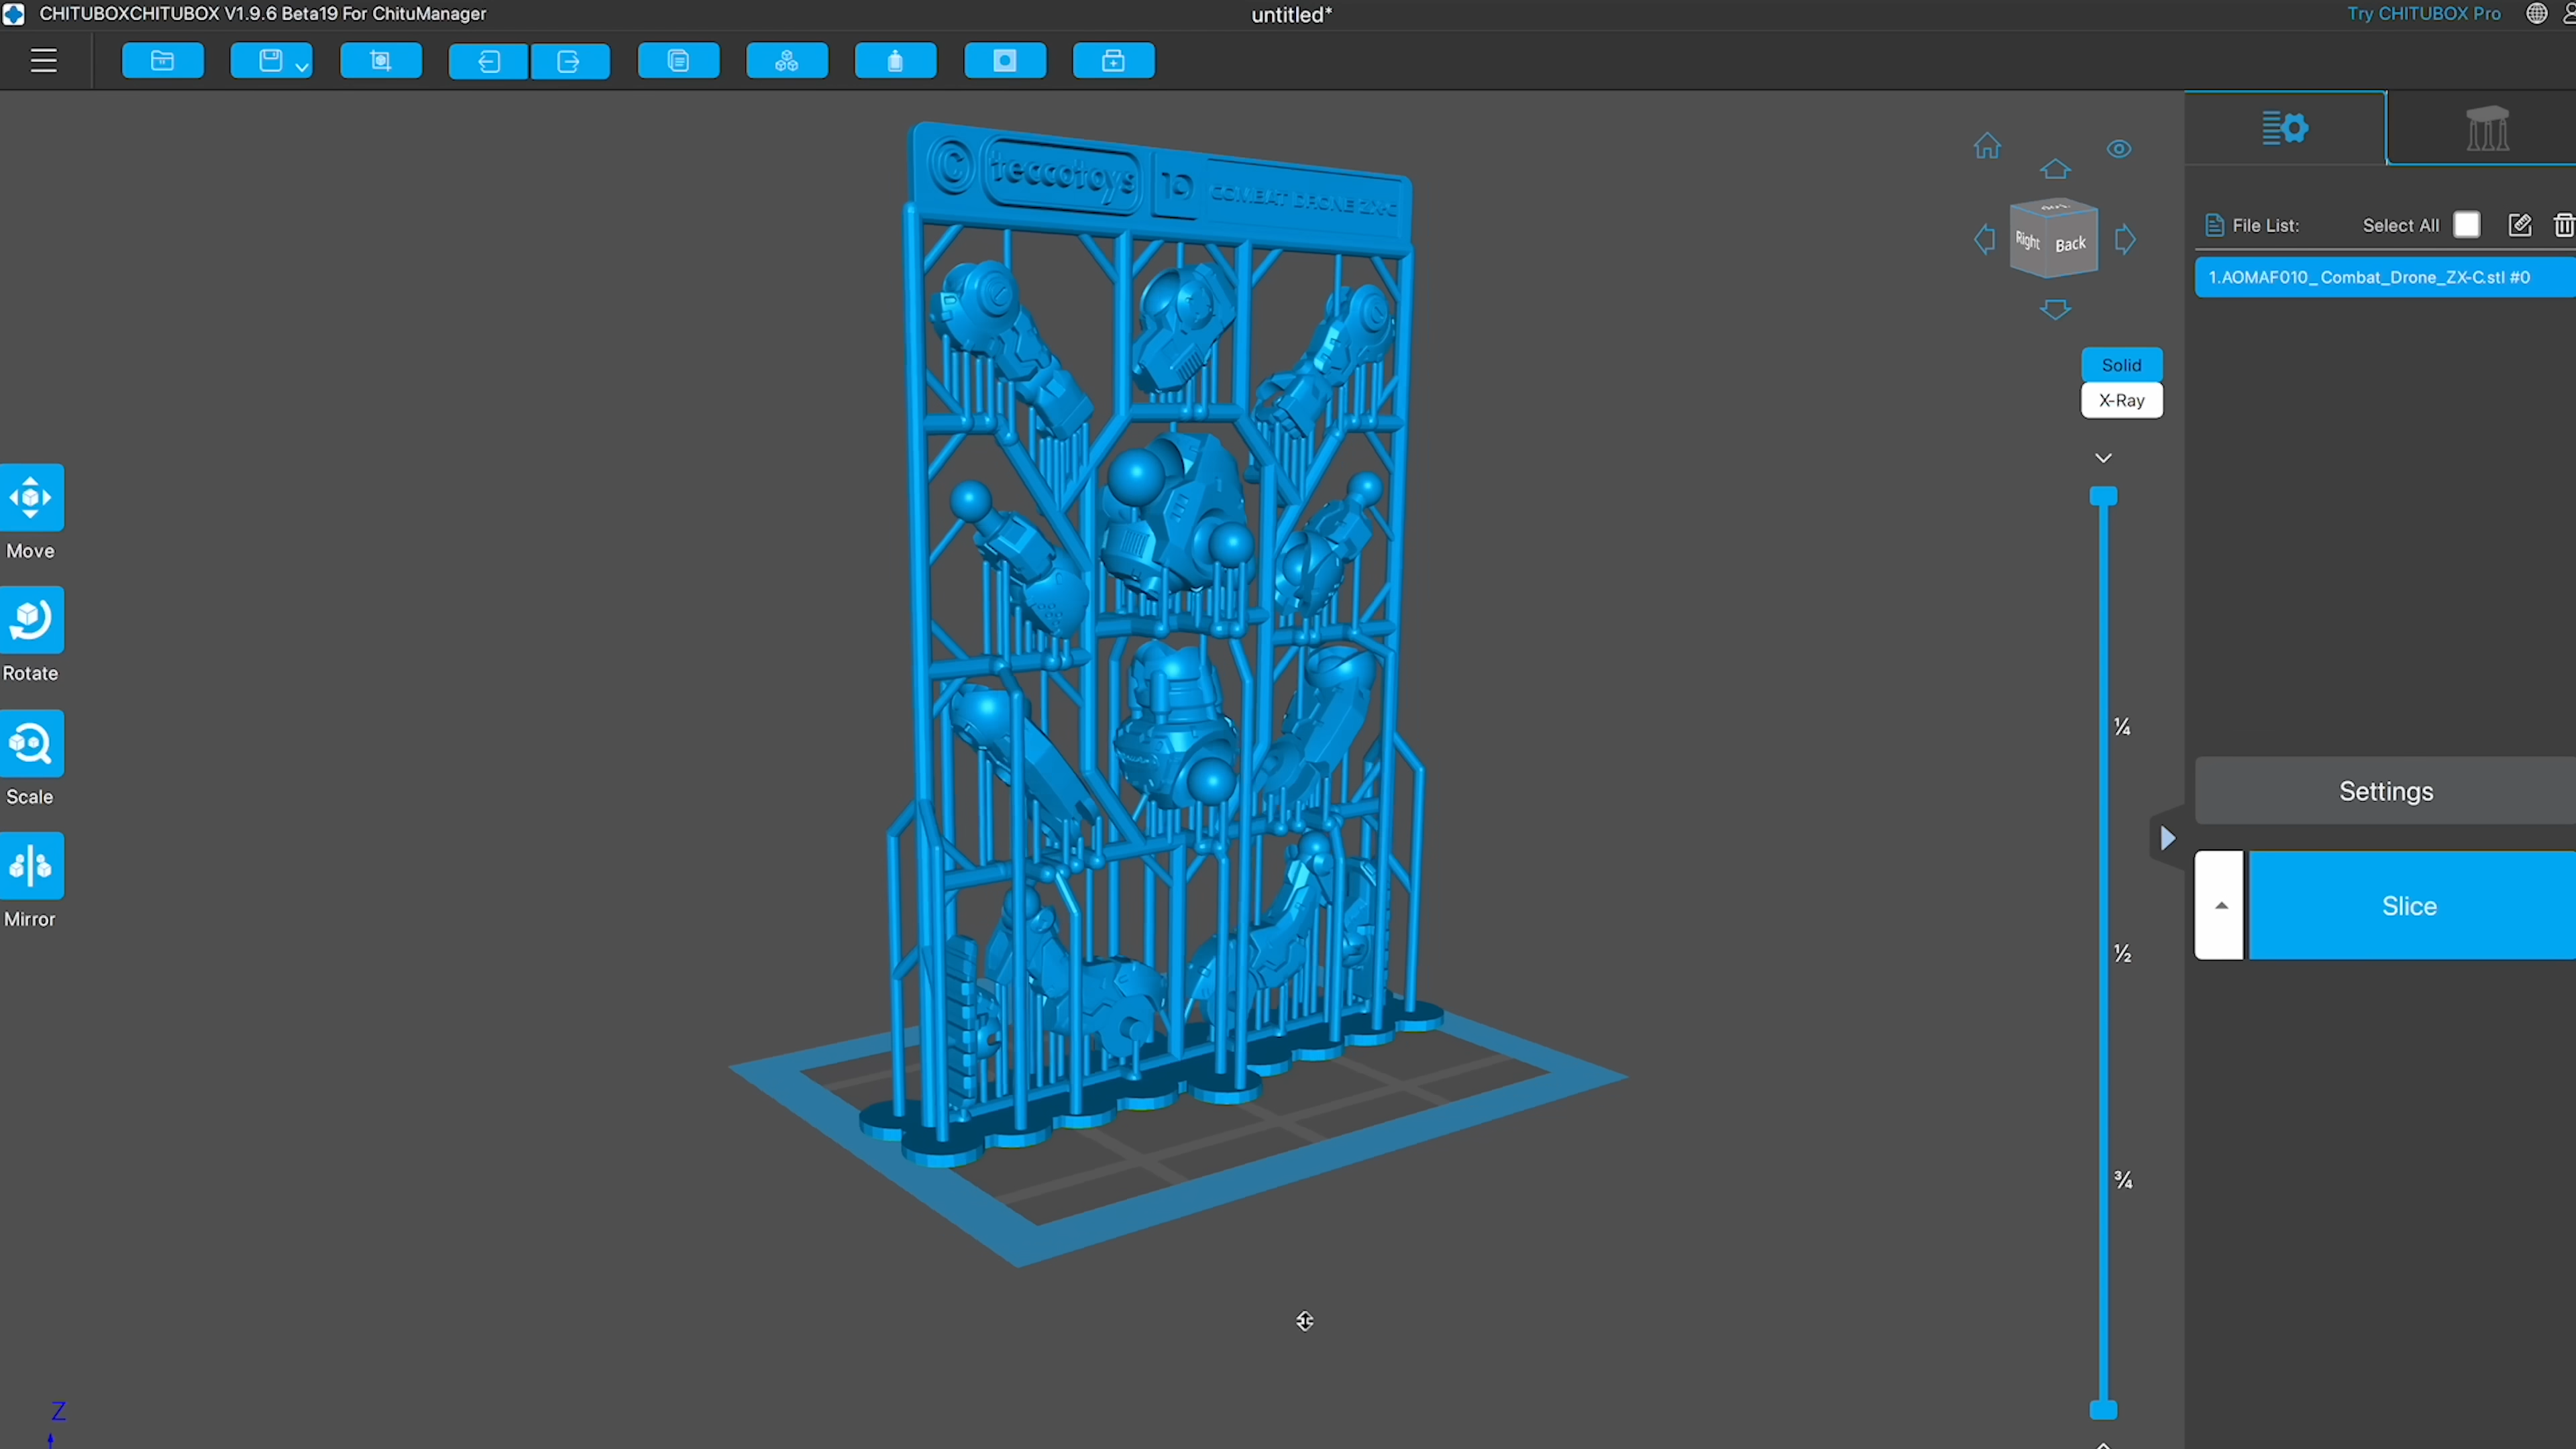 CHITUBOXCHITUBOX V1.9.6 Beta19 For ChituManager
untitled*
Try CHITUBOX Pro
© teccotoys 10 COMBAT DRONE ZX-C
Right
Back
File List:
Select All
1.AOMAF010_ Combat_Drone_ZX-C.stl #0
Solid
X-Ray
Move
Rotate
Scale
Mirror
¼
½
¾
Settings
Slice
Z